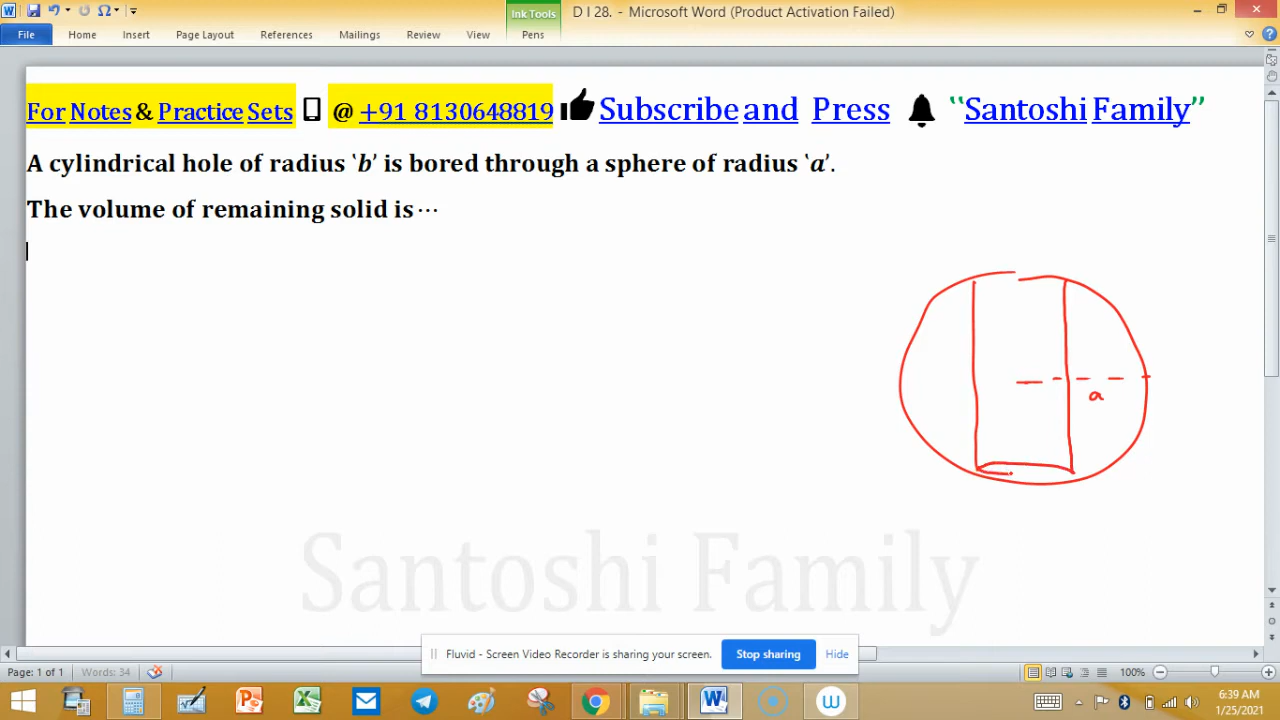 Ink Tools
D I 28. - Microsoft Word (Product Activation Failed)
File Home Insert Page Layout References Mailings Review View Pens
For Notes & Practice Sets @ +91 8130648819 Subscribe and Press “Santoshi Family”
A cylindrical hole of radius ‘b’ is bored through a sphere of radius ‘a’.
The volume of remaining solid is ⋯
a
Santoshi Family
Fluvid - Screen Video Recorder is sharing your screen. Stop sharing Hide
Page: 1 of 1 Words: 34 100%
6:39 AM
1/25/2021